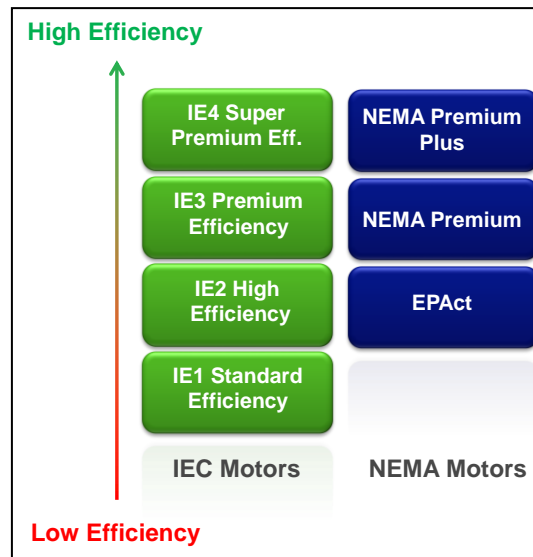 High Efficiency
IE4 Super
Premium Eff.
NEMA Premium
Plus
IE3 Premium
Efficiency
NEMA Premium
IE2 High
Efficiency
EPAct
IE1 Standard
Efficiency
IEC Motors
NEMA Motors
Low Efficiency